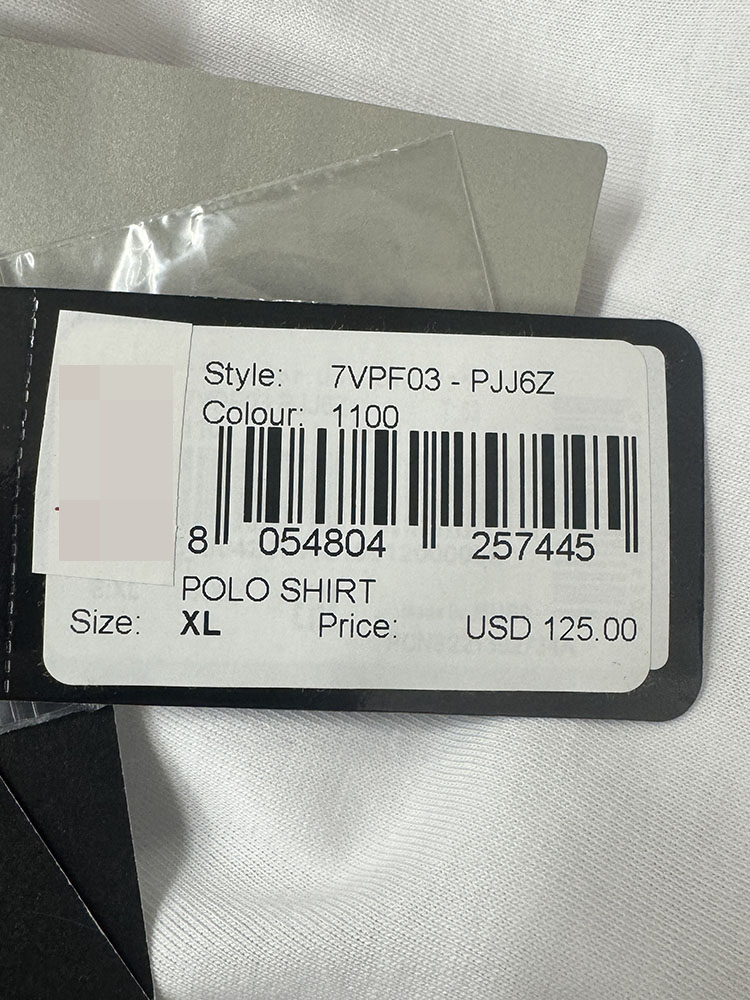 Style: 7VPF03 - PJJ6Z
Colour: 1100
8 054804 257445
POLO SHIRT
Size: XL Price: USD 125.00